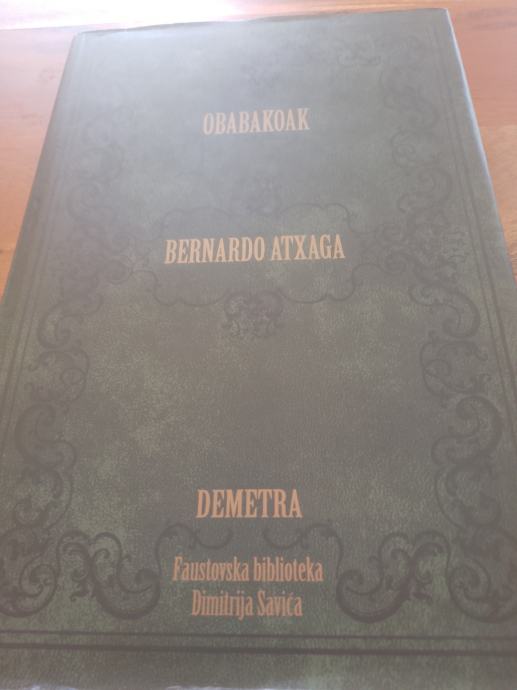 OBABAKOAK
BERNARDO ATXAGA
DEMETRA
Faustovska biblioteka
Dimitrija Savića